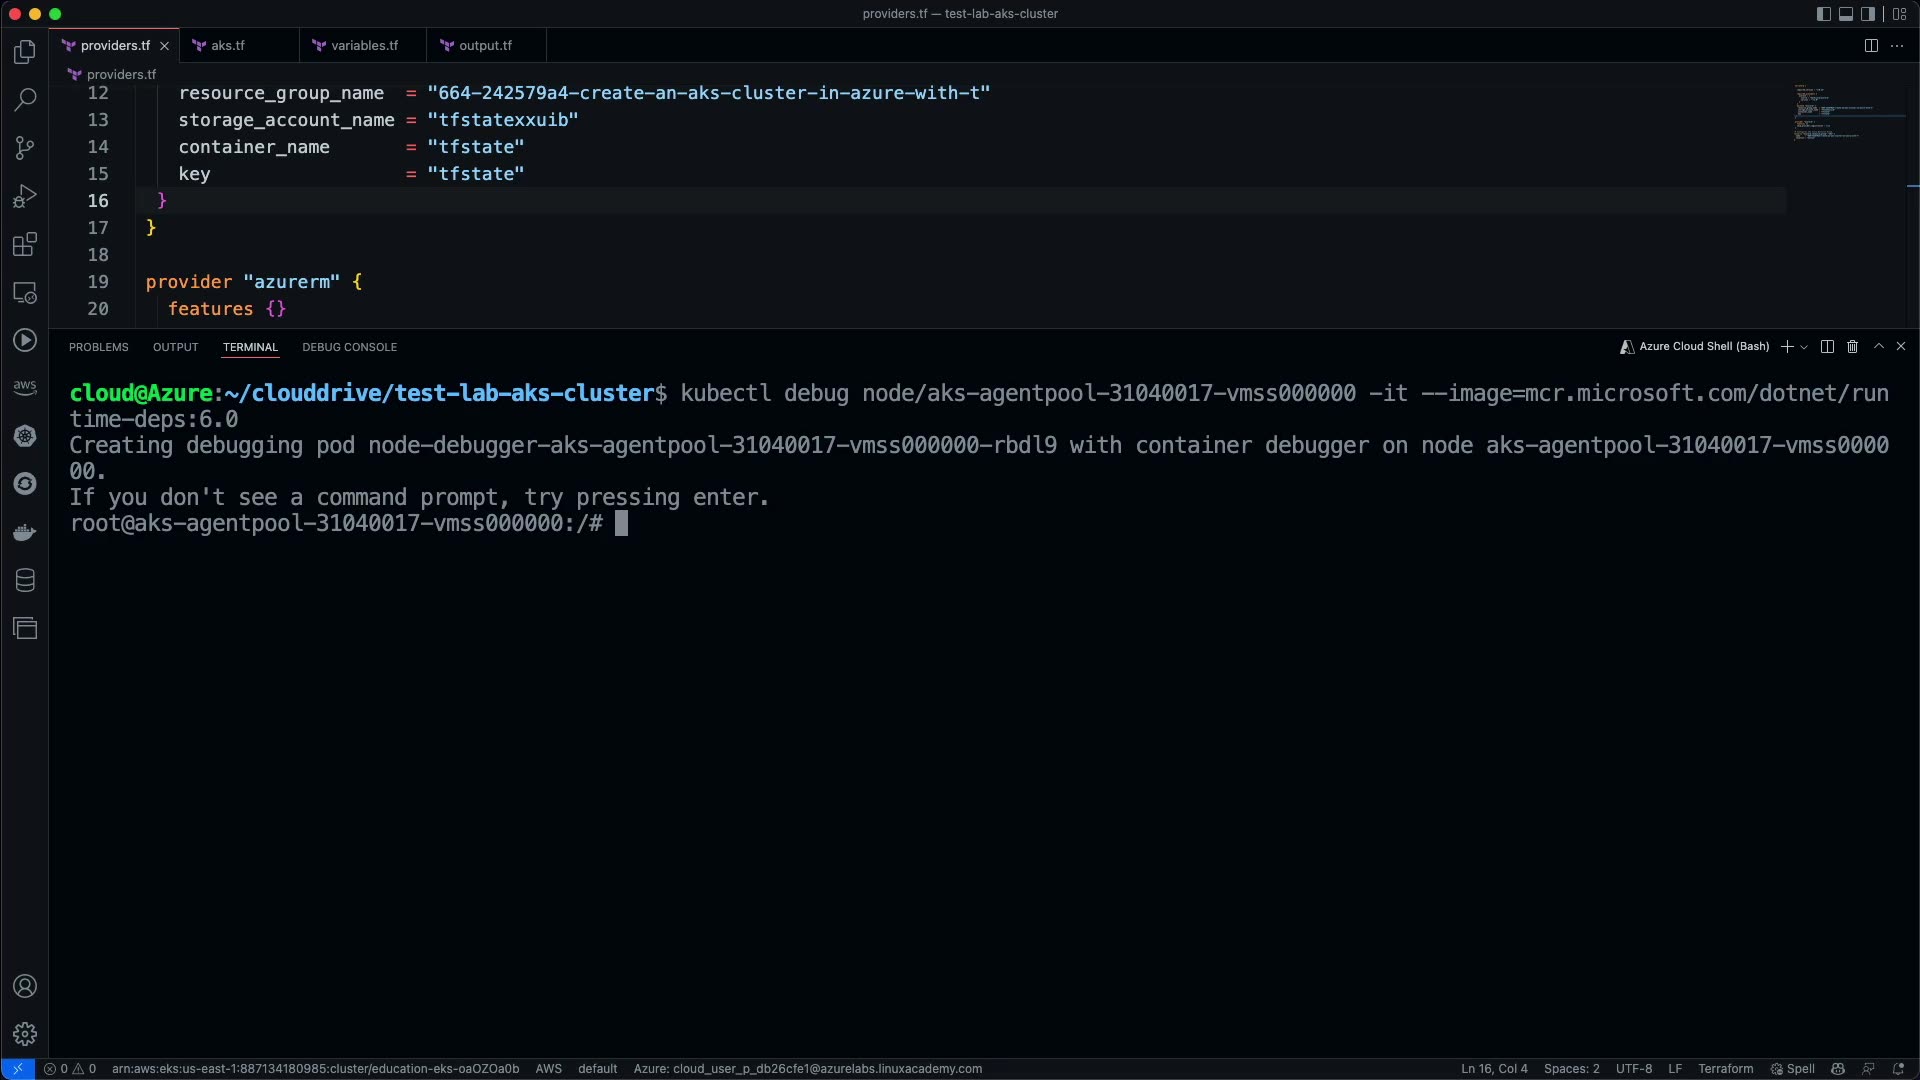 providers.tf — test-lab-aks-cluster
providers.tf
aks.tf
variables.tf
output.tf
providers.tf
12 resource_group_name = "664-242579a4-create-an-aks-cluster-in-azure-with-t"
13 storage_account_name = "tfstatexxuib"
14 container_name = "tfstate"
15 key = "tfstate"
16 }
17 }
18
19 provider "azurerm" {
20 features {}
PROBLEMS OUTPUT TERMINAL DEBUG CONSOLE
Azure Cloud Shell (Bash)
cloud@Azure:~/clouddrive/test-lab-aks-cluster$ kubectl debug node/aks-agentpool-31040017-vmss000000 -it --image=mcr.microsoft.com/dotnet/run
time-deps:6.0
Creating debugging pod node-debugger-aks-agentpool-31040017-vmss000000-rbdl9 with container debugger on node aks-agentpool-31040017-vmss0000
00.
If you don't see a command prompt, try pressing enter.
root@aks-agentpool-31040017-vmss000000:/#
aws
0 0 arn:aws:eks:us-east-1:887134180985:cluster/education-eks-oaOZOa0b AWS default Azure: cloud_user_p_db26cfe1@azurelabs.linuxacademy.com
Ln 16, Col 4 Spaces: 2 UTF-8 LF Terraform Spell